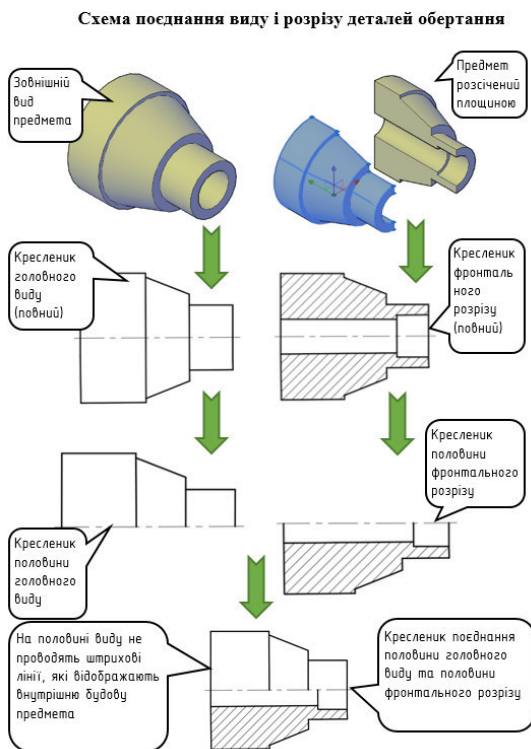 Схема поєднання виду і розрізу деталей обертання
Зовнішній
вид
предмета
Предмет
розсічений
площиною
Кресленик
головного
виду
(повний)
Кресленик
фронталь
ного
розрізу
(повний)
Кресленик
половини
фронтального
розрізу
Кресленик
половини
головного
виду
На половині виду не
проводять штрихові
лінії, які відображають
внутрішню будову
предмета
Кресленик поєднання
половини головного
виду та половини
фронтального розрізу